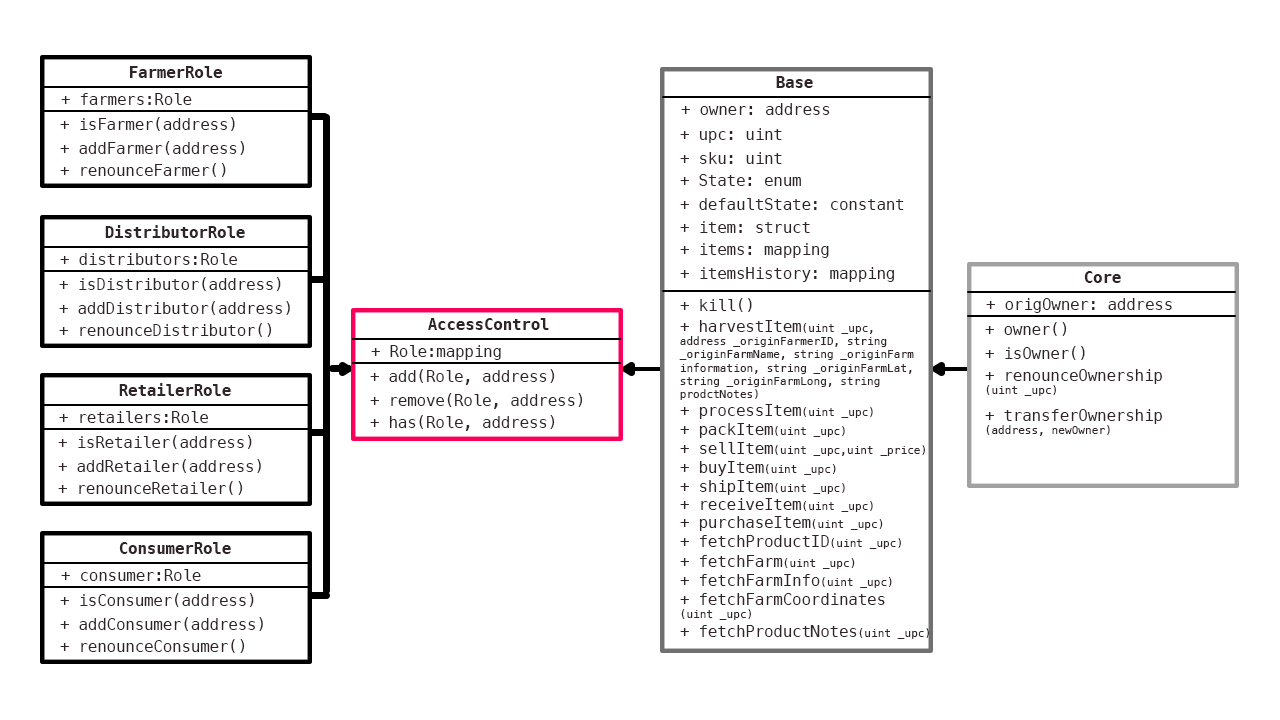 FarmerRole
+ farmers:Role
+ isFarmer(address)
+ addFarmer(address)
+ renounceFarmer()
DistributorRole
+ distributors:Role
+ isDistributor(address)
+ addDistributor(address)
+ renounceDistributor()
RetailerRole
+ retailers:Role
+ isRetailer(address)
+ addRetailer(address)
+ renounceRetailer()
ConsumerRole
+ consumer:Role
+ isConsumer(address)
+ addConsumer(address)
+ renounceConsumer()
AccessControl
+ Role:mapping
+ add(Role, address)
+ remove(Role, address)
+ has(Role, address)
Base
+ owner: address
+ upc: uint
+ sku: uint
+ State: enum
+ defaultState: constant
+ item: struct
+ items: mapping
+ itemsHistory: mapping
+ kill()
+ harvestItem(uint _upc,
address _originFarmerID, string
_originFarmName, string _originFarm
information, string _originFarmLat,
string _originFarmLong, string
prodctNotes)
+ processItem(uint _upc)
+ packItem(uint _upc)
+ sellItem(uint _upc,uint _price)
+ buyItem(uint _upc)
+ shipItem(uint _upc)
+ receiveItem(uint _upc)
+ purchaseItem(uint _upc)
+ fetchProductID(uint _upc)
+ fetchFarm(uint _upc)
+ fetchFarmInfo(uint _upc)
+ fetchFarmCoordinates
(uint _upc)
+ fetchProductNotes(uint _upc)
Core
+ origOwner: address
+ owner()
+ isOwner()
+ renounceOwnership
(uint _upc)
+ transferOwnership
(address, newOwner)